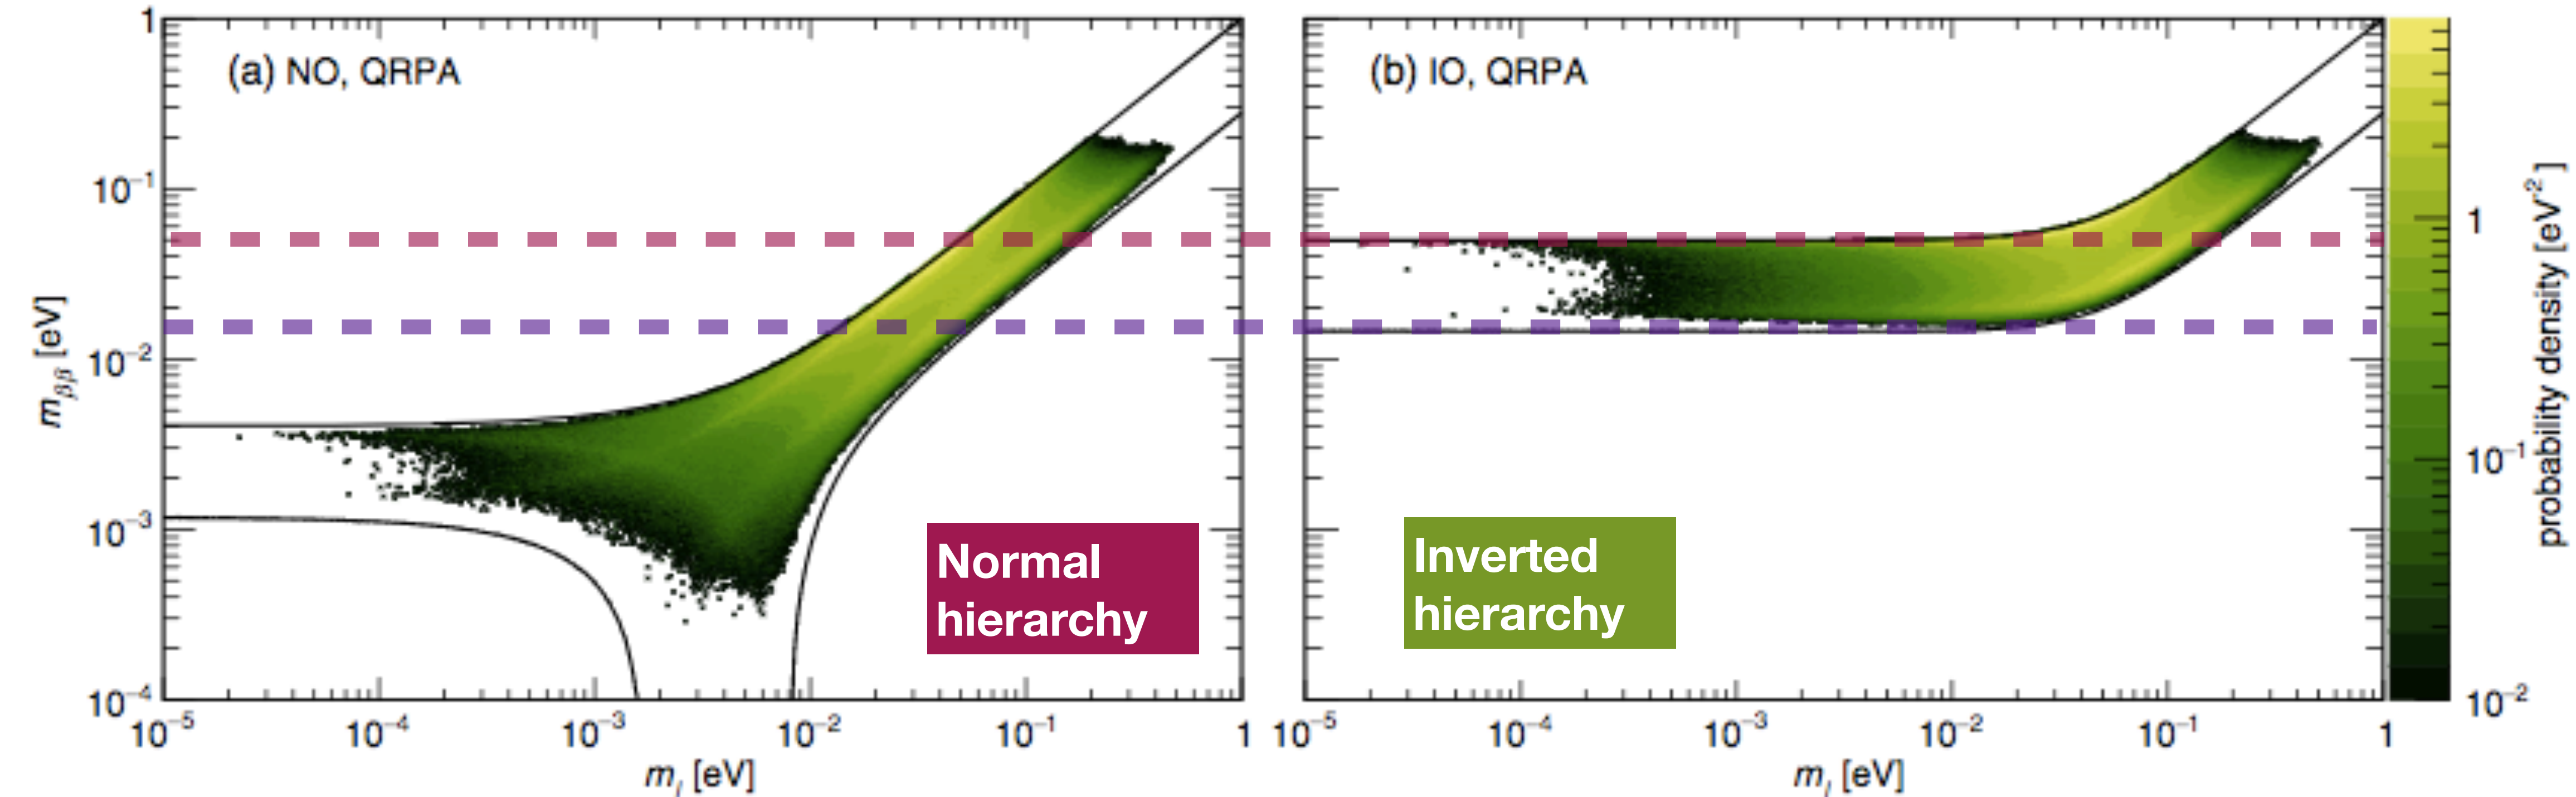 (a) NO, QRPA
1
10⁻¹
10⁻²
10⁻³
10⁻⁴
m_ββ [eV]
10⁻⁵ 10⁻⁴ 10⁻³ 10⁻² 10⁻¹ 1
m_l [eV]
Normal
hierarchy
(b) IO, QRPA
10⁻⁵ 10⁻⁴ 10⁻³ 10⁻² 10⁻¹ 1
m_l [eV]
Inverted
hierarchy
1
10⁻¹
10⁻²
probability density [eV⁻²]